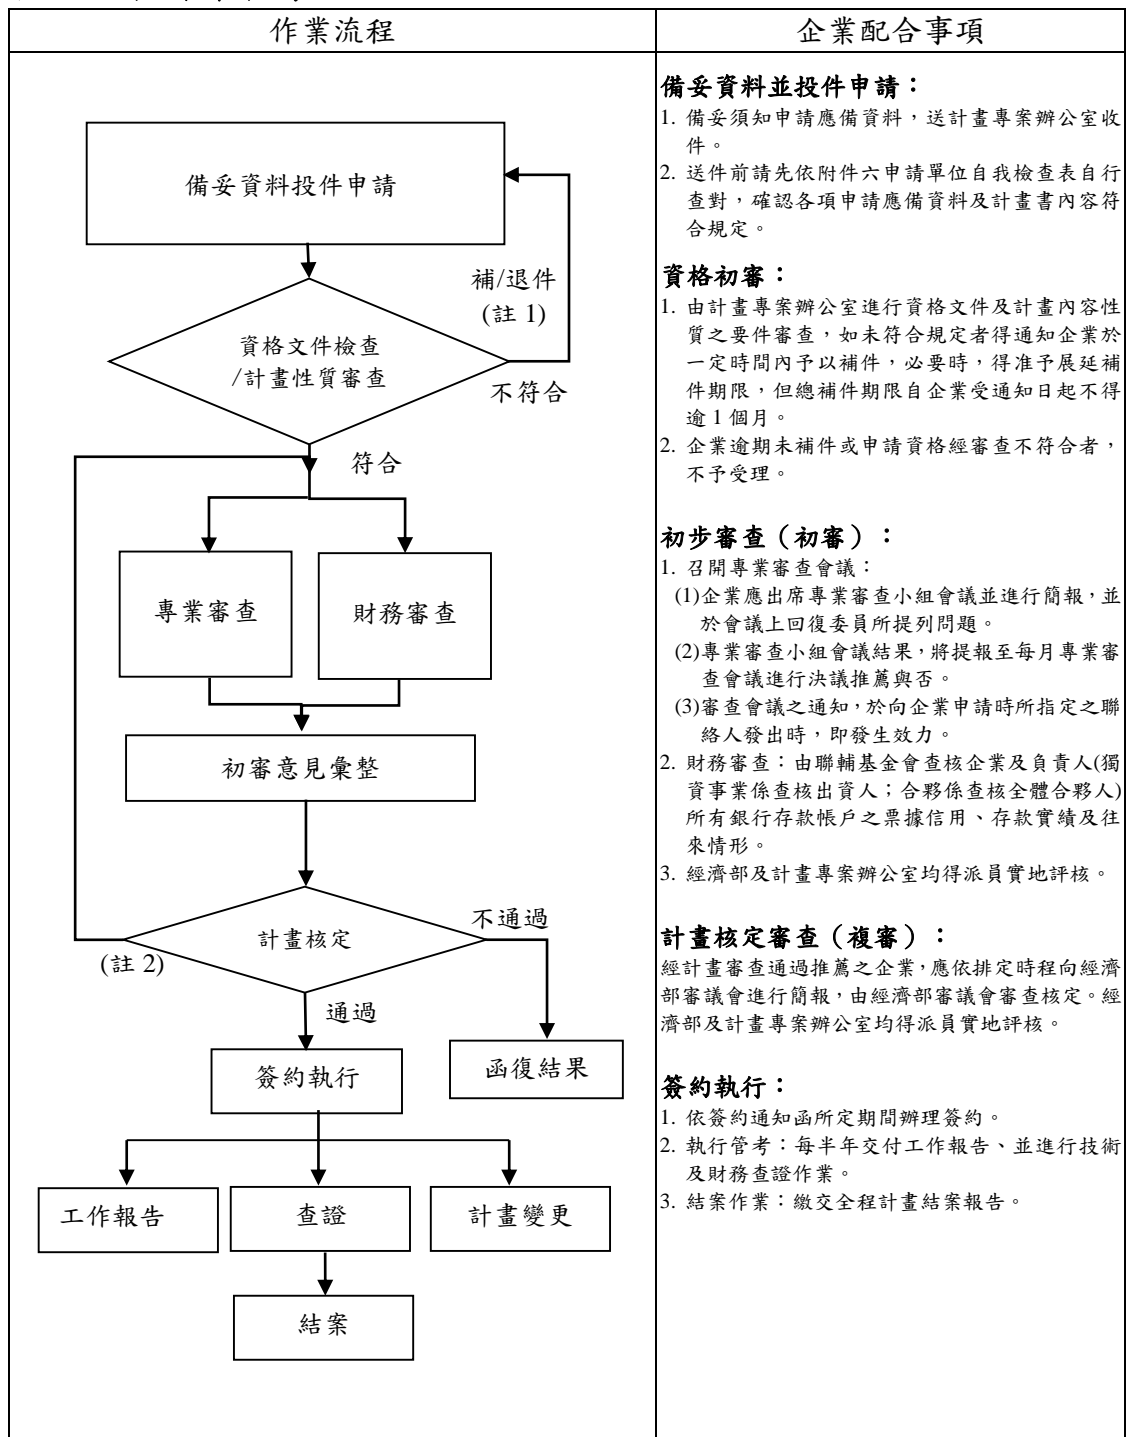 作業流程
企業配合事項
備妥資料投件申請
補/退件
(註 1)
資格文件檢查
/計畫性質審查
不符合
符合
專業審查
財務審查
初審意見彙整
計畫核定
不通過
(註 2)
通過
簽約執行
函復結果
工作報告
查證
計畫變更
結案
備妥資料並投件申請：
1. 備妥須知申請應備資料，送計畫專案辦公室收
件。
2. 送件前請先依附件六申請單位自我檢查表自行
查對，確認各項申請應備資料及計畫書內容符
合規定。
資格初審：
1. 由計畫專案辦公室進行資格文件及計畫內容性
質之要件審查，如未符合規定者得通知企業於
一定時間內予以補件，必要時，得准予展延補
件期限，但總補件期限自企業受通知日起不得
逾 1 個月。
2. 企業逾期未補件或申請資格經審查不符合者，
不予受理。
初步審查（初審）：
1. 召開專業審查會議：
(1)企業應出席專業審查小組會議並進行簡報，並
於會議上回復委員所提列問題。
(2)專業審查小組會議結果，將提報至每月專業審
查會議進行決議推薦與否。
(3)審查會議之通知，於向企業申請時所指定之聯
絡人發出時，即發生效力。
2. 財務審查：由聯輔基金會查核企業及負責人(獨
資事業係查核出資人；合夥係查核全體合夥人)
所有銀行存款帳戶之票據信用、存款實績及往
來情形。
3. 經濟部及計畫專案辦公室均得派員實地評核。
計畫核定審查（複審）：
經計畫審查通過推薦之企業，應依排定時程向經濟
部審議會進行簡報，由經濟部審議會審查核定。經
濟部及計畫專案辦公室均得派員實地評核。
簽約執行：
1. 依簽約通知函所定期間辦理簽約。
2. 執行管考：每半年交付工作報告、並進行技術
及財務查證作業。
3. 結案作業：繳交全程計畫結案報告。